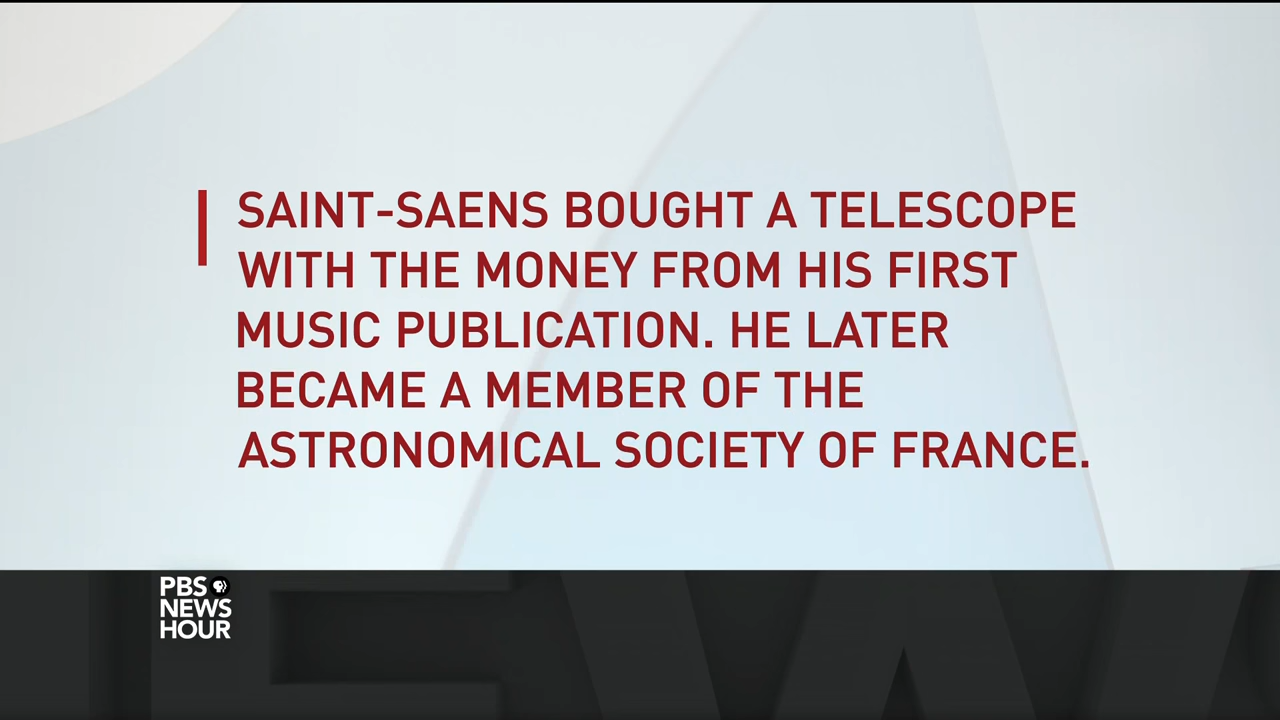 SAINT-SAENS BOUGHT A TELESCOPE
WITH THE MONEY FROM HIS FIRST
MUSIC PUBLICATION. HE LATER
BECAME A MEMBER OF THE
ASTRONOMICAL SOCIETY OF FRANCE.
PBS
NEWS
HOUR